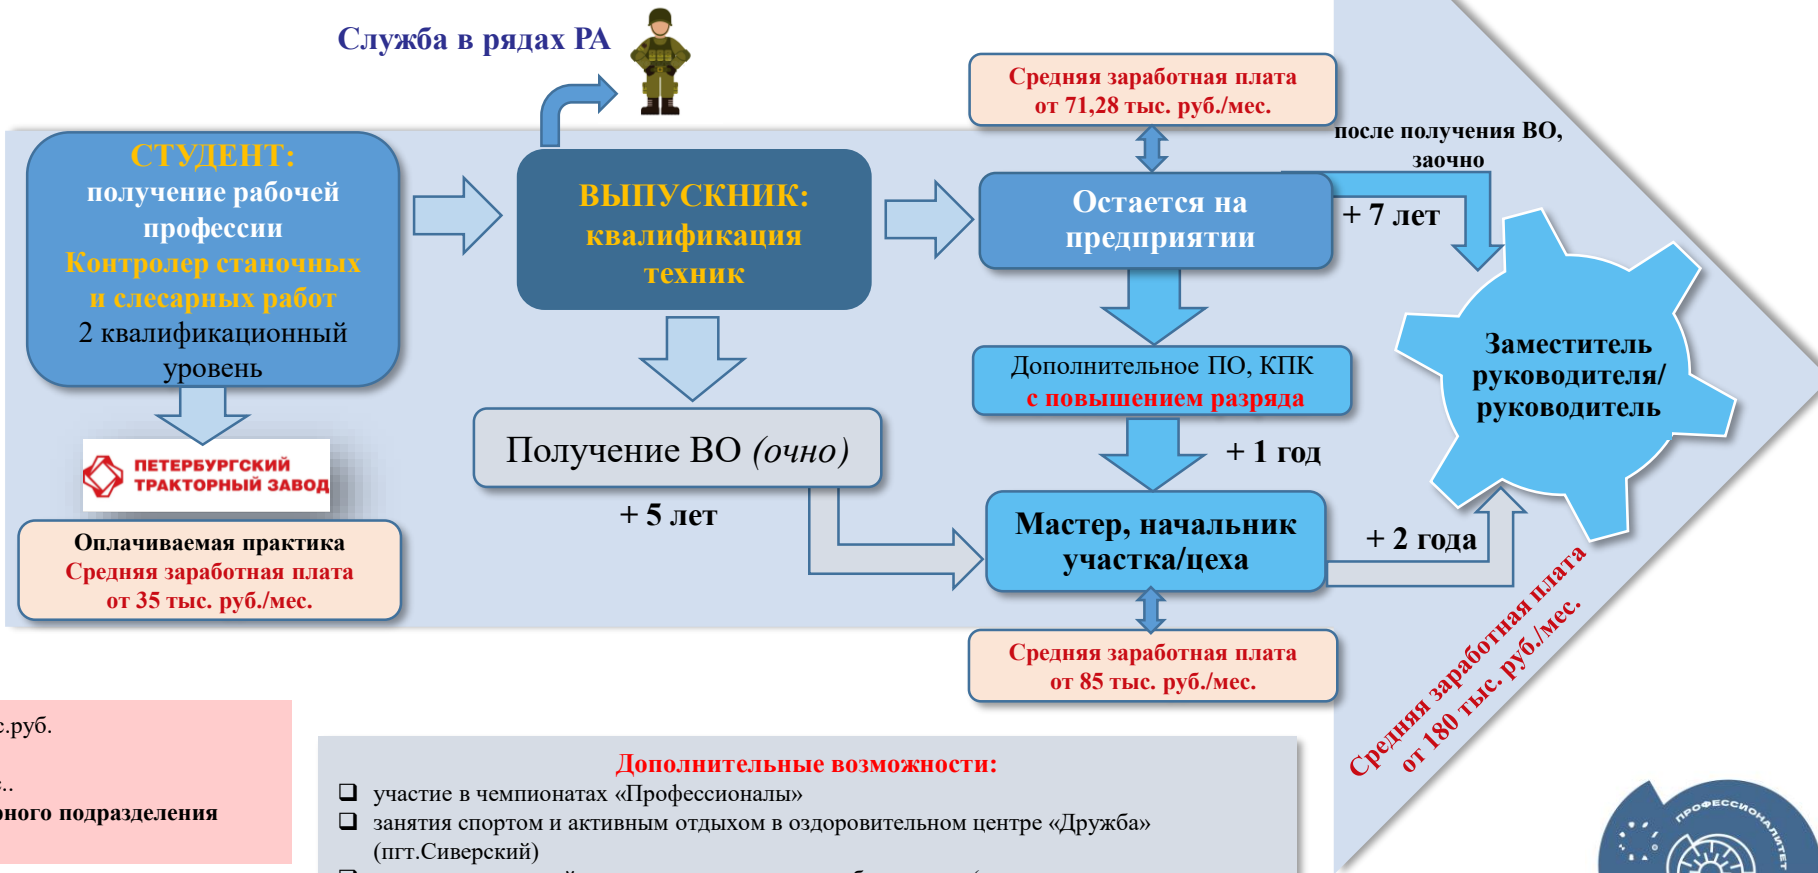 Служба в рядах РА
СТУДЕНТ:
получение рабочей
профессии
Контролер станочных
и слесарных работ
2 квалификационный
уровень
ПЕТЕРБУРГСКИЙ
ТРАКТОРНЫЙ ЗАВОД
Оплачиваемая практика
Средняя заработная плата
от 35 тыс. руб./мес.
ВЫПУСКНИК:
квалификация
техник
Получение ВО (очно)
+ 5 лет
Средняя заработная плата
от 71,28 тыс. руб./мес.
Остается на
предприятии
после получения ВО,
заочно
+ 7 лет
Дополнительное ПО, КПК
с повышением разряда
+ 1 год
Мастер, начальник
участка/цеха
+ 2 года
Средняя заработная плата
от 85 тыс. руб./мес.
Заместитель
руководителя/
руководитель
Средняя заработная плата
от 180 тыс. руб./мес.
с.руб.
ного подразделения
Дополнительные возможности:
участие в чемпионатах «Профессионалы»
занятия спортом и активным отдыхом в оздоровительном центре «Дружба»
(пгт.Сиверский)
ПРОФЕССИОНАЛИТЕТ